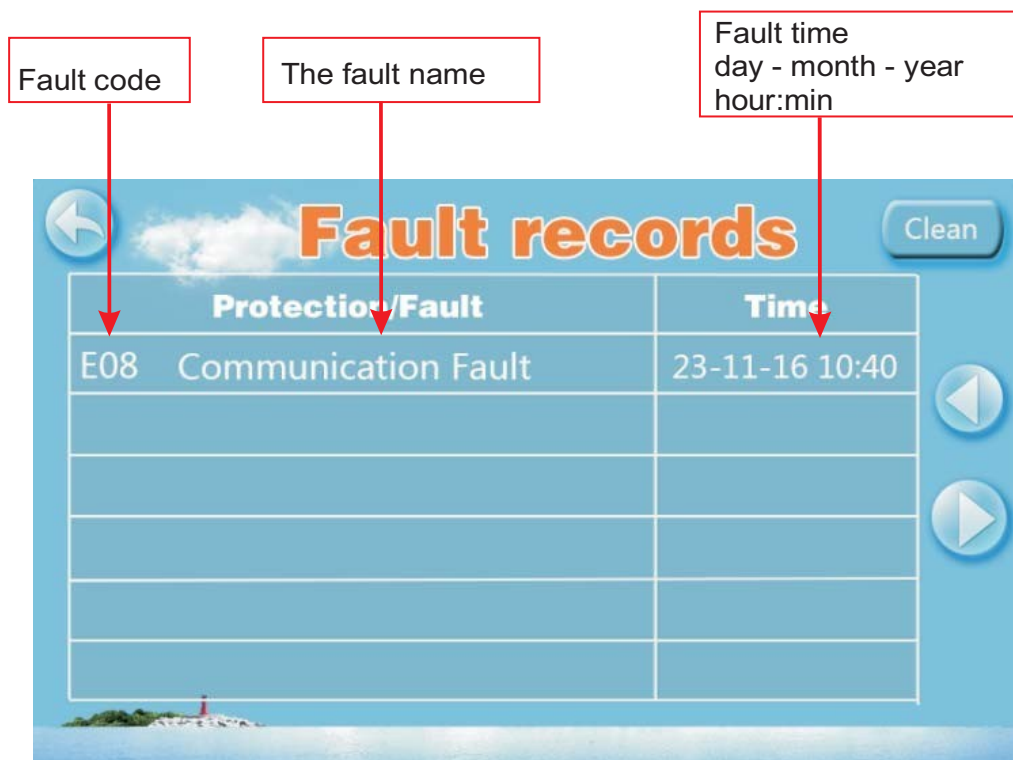 Fault code
The fault name
Fault time
day - month - year
hour:min
Fault records
Clean
Protection/Fault
Time
E08 Communication Fault
23-11-16 10:40